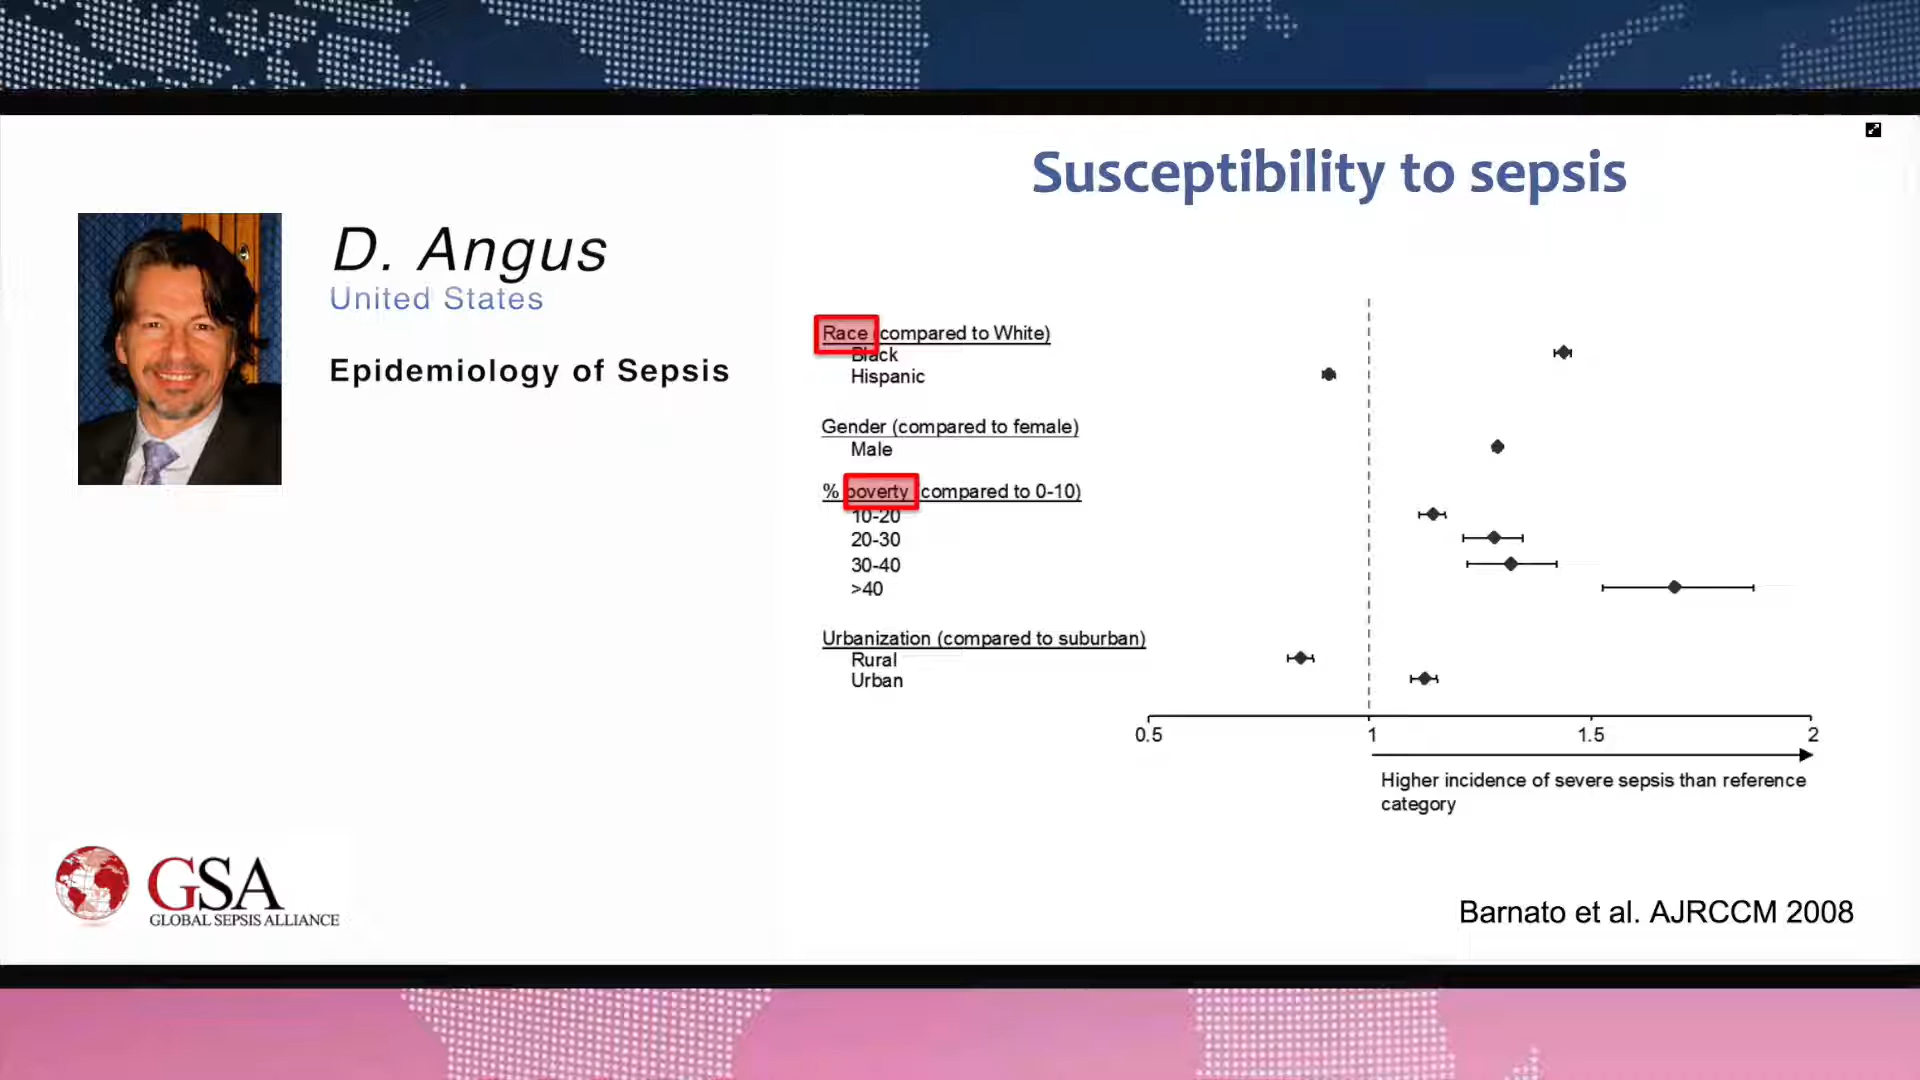 Susceptibility to sepsis
D. Angus
United States
Epidemiology of Sepsis
Race (compared to White)
Black
Hispanic
Gender (compared to female)
Male
% poverty (compared to 0-10)
10-20
20-30
30-40
>40
Urbanization (compared to suburban)
Rural
Urban
0.5 1 1.5 2
Higher incidence of severe sepsis than reference
category
GSA
GLOBAL SEPSIS ALLIANCE
Barnato et al. AJRCCM 2008